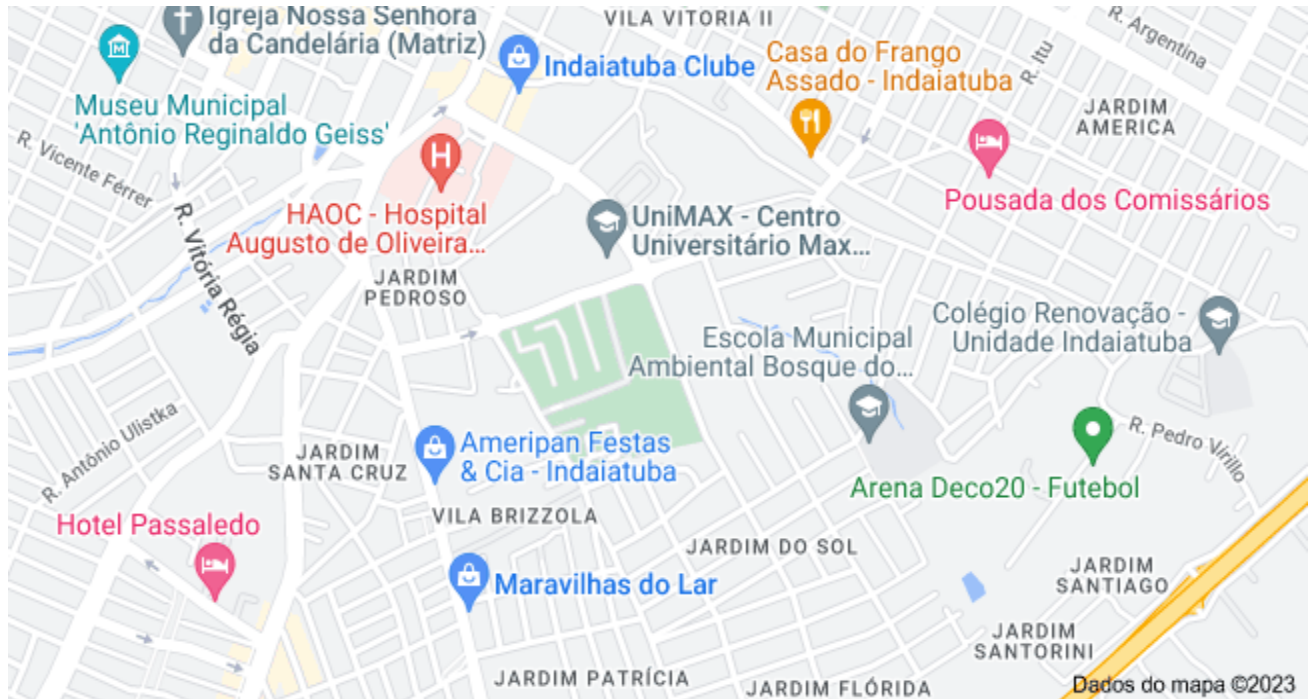 Igreja Nossa Senhora
da Candelária (Matriz)
VILA VITORIA II
R. Argentina
Indaiatuba Clube
Casa do Frango
Assado - Indaiatuba
R. Itu
Museu Municipal
'Antônio Reginaldo Geiss'
JARDIM
AMERICA
R. Vicente Férrer
Pousada dos Comissários
HAOC - Hospital
Augusto de Oliveira...
UniMAX - Centro
Universitário Max...
R. Vitória Régia
JARDIM
PEDROSO
Escola Municipal
Ambiental Bosque do...
Colégio Renovação -
Unidade Indaiatuba
R. Antônio Ulistka
JARDIM
SANTA CRUZ
Ameripan Festas
& Cia - Indaiatuba
R. Pedro Virillo
Arena Deco20 - Futebol
Hotel Passaledo
VILA BRIZZOLA
JARDIM DO SOL
Maravilhas do Lar
JARDIM
SANTIAGO
JARDIM
SANTORINI
JARDIM PATRÍCIA
JARDIM FLÓRIDA
Dados do mapa ©2023
H